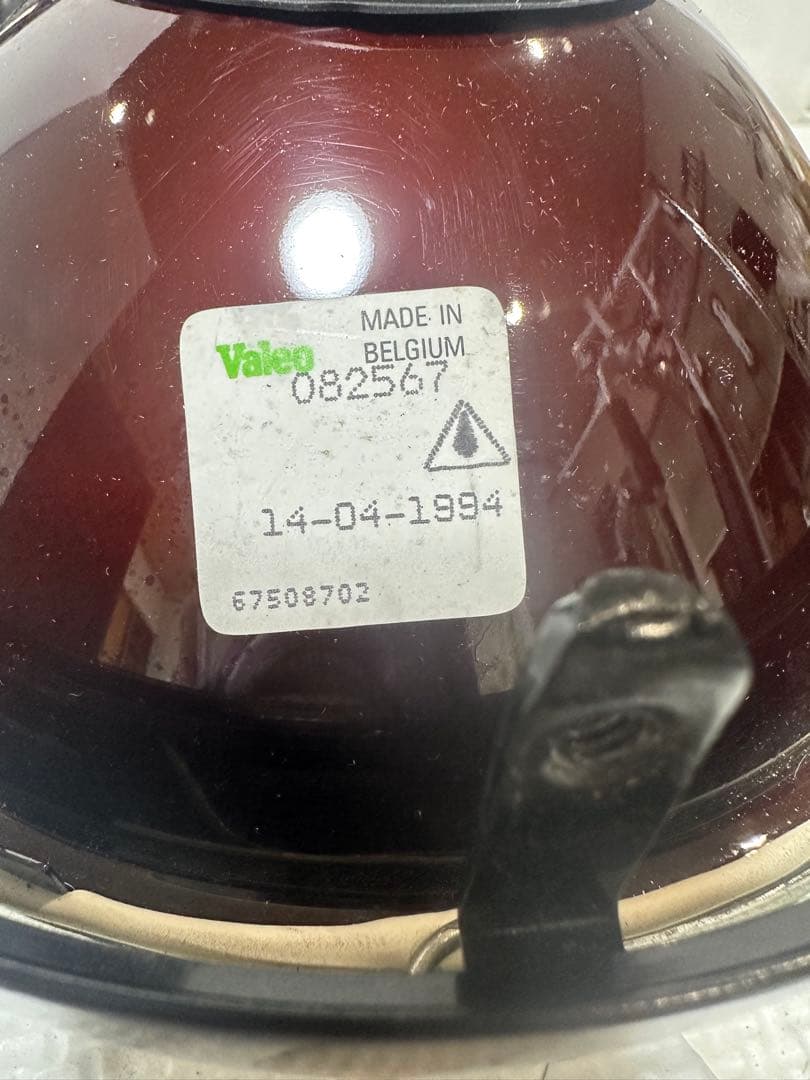 MADE IN
Valeo BELGIUM
082567
14-04-1994
67508702